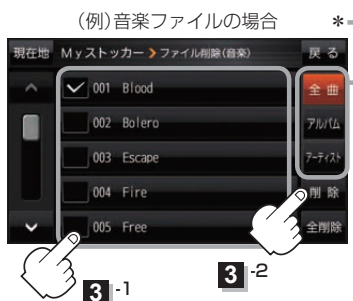 (例)音楽ファイルの場合 *
現在地 Myストッカー ファイル削除(音楽) 戻る
001 Blood 全曲
002 Bolero アルバム
003 Escape アーティスト
004 Fire 削除
005 Free 全削除
3 -1
3 -2